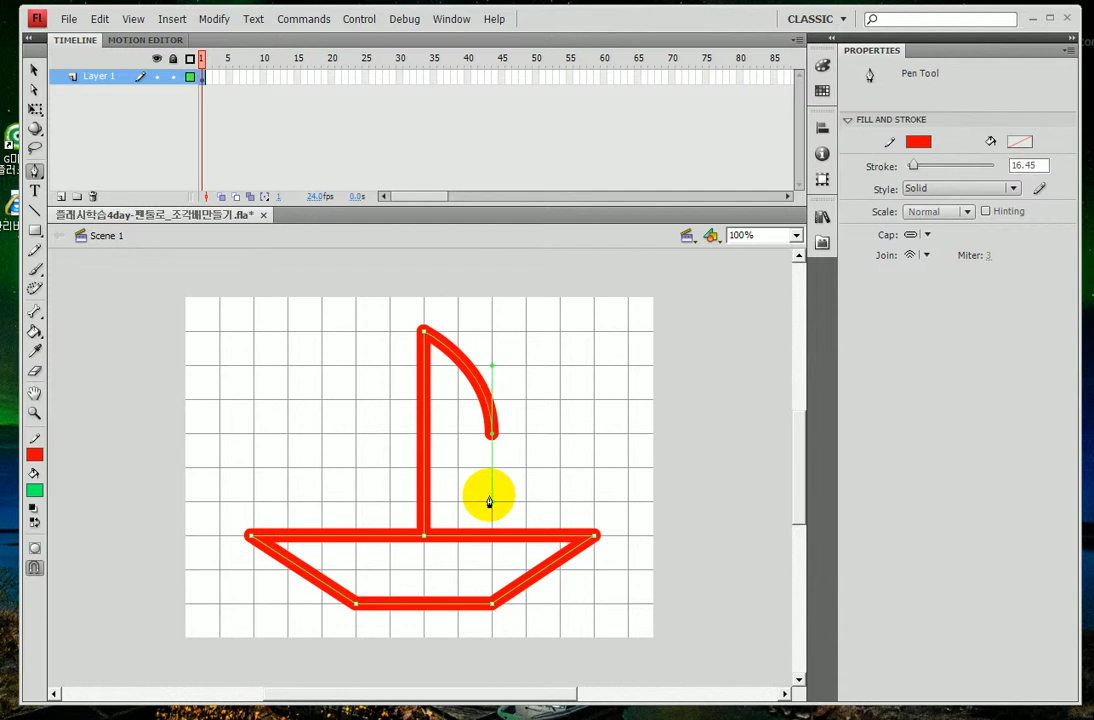 Fl File Edit View Insert Modify Text Commands Control Debug Window Help CLASSIC
TIMELINE MOTION EDITOR
1 5 10 15 20 25 30 35 40 45 50 55 60 65 70 75 80 85
Layer 1
1 24.0fps 0.0s
플래시학습4day-펜툴로_조각배만들기.fla*
Scene 1 100%
PROPERTIES
Pen Tool
FILL AND STROKE
Stroke: 16.45
Style: Solid
Scale: Normal Hinting
Cap:
Join: Miter: 3
T